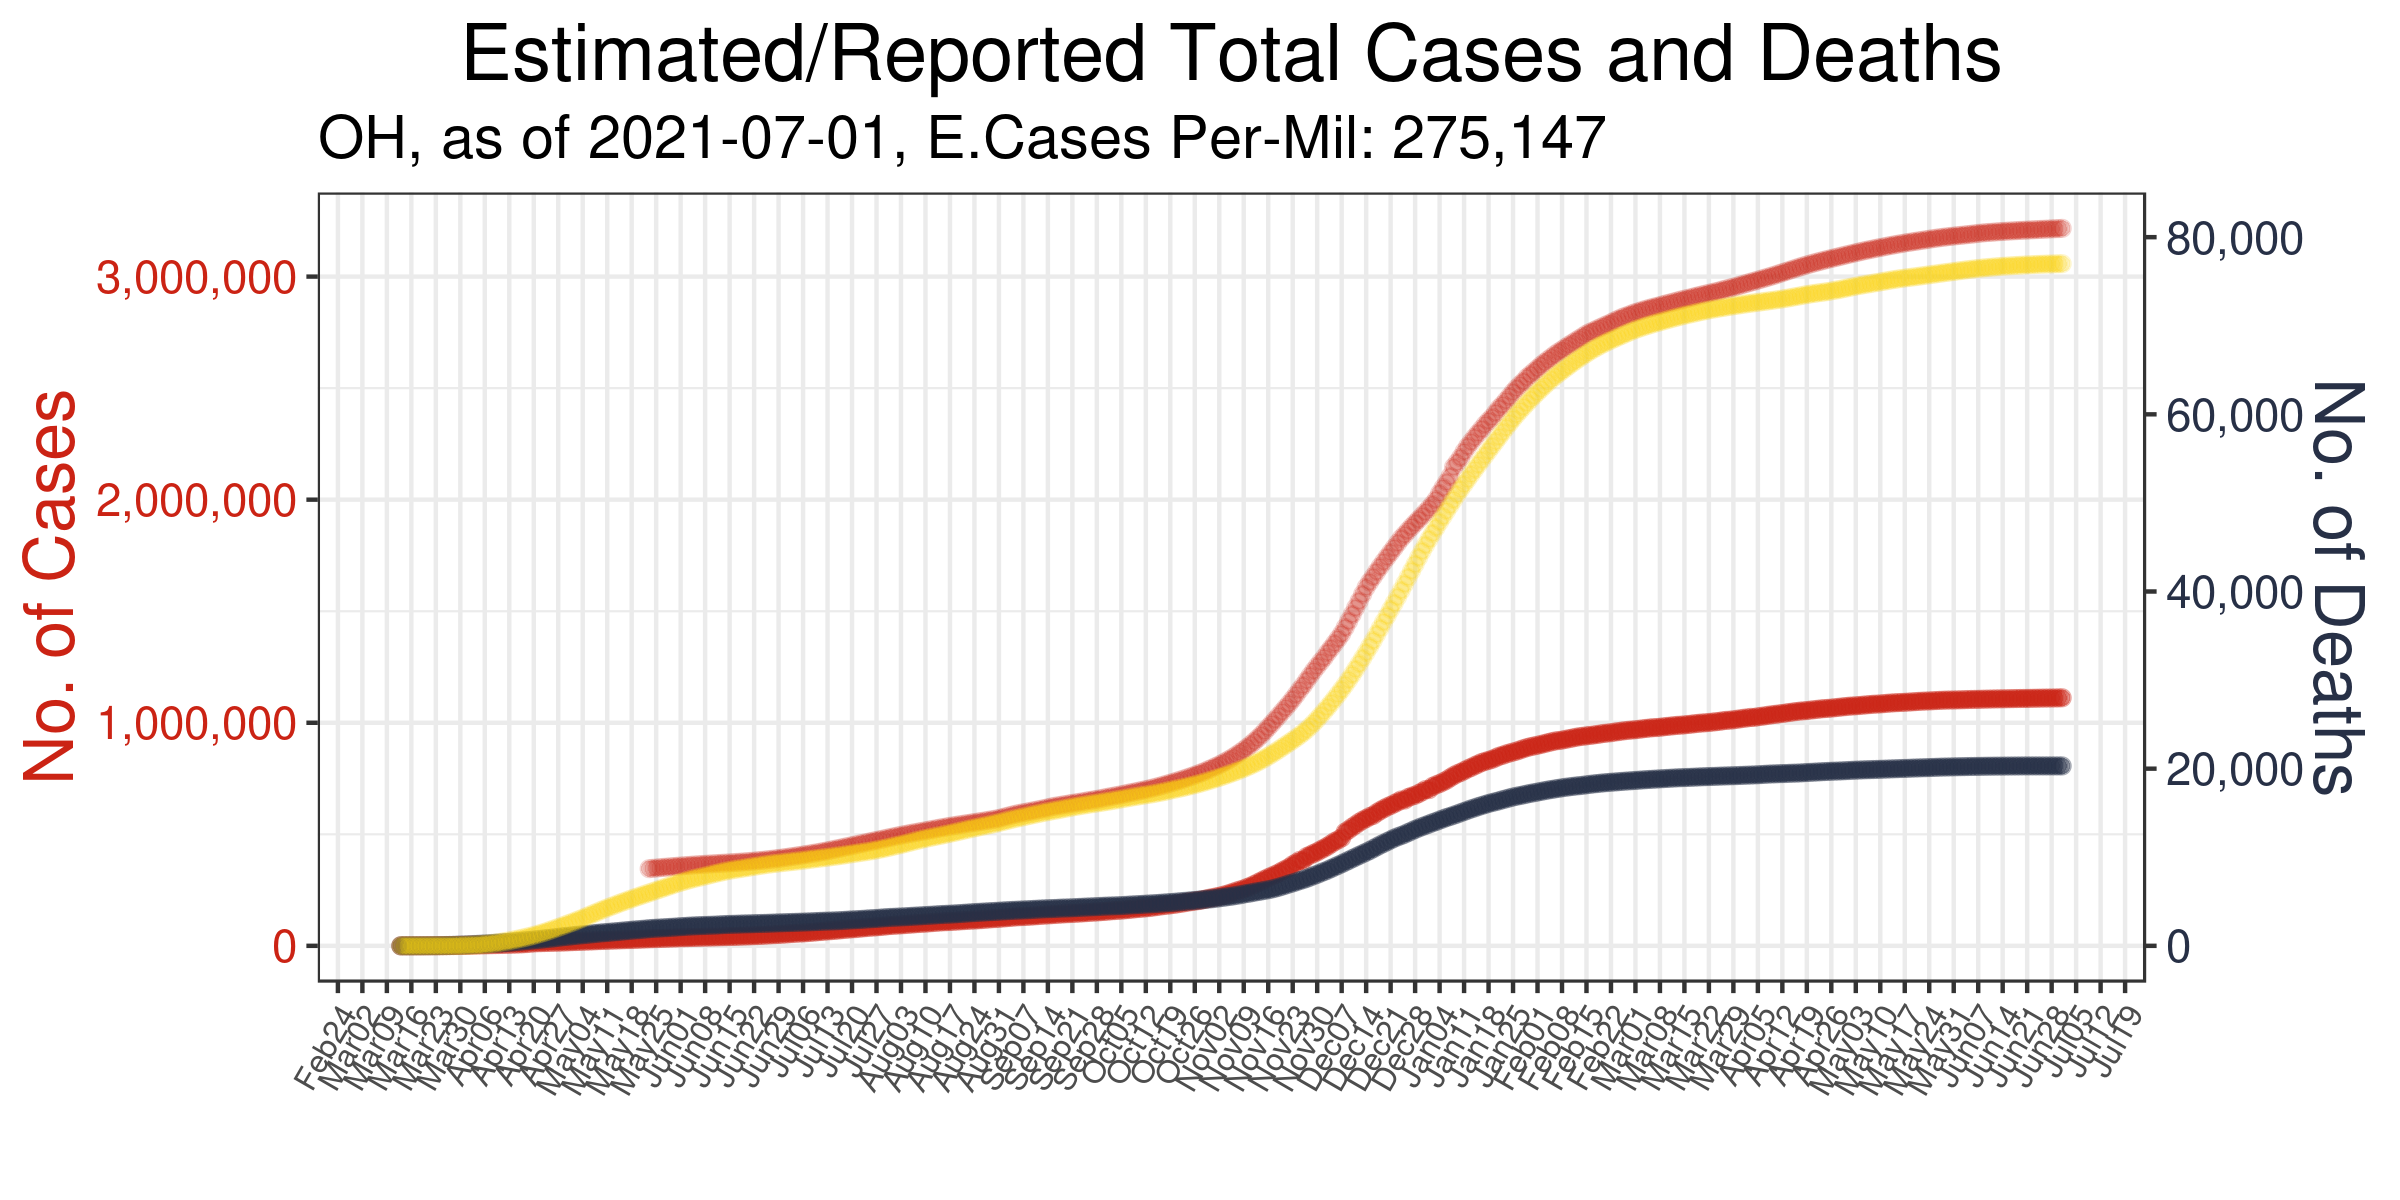 Estimated/Reported Total Cases and Deaths
OH, as of 2021-07-01, E.Cases Per-Mil: 275,147
No. of Cases
3,000,000
2,000,000
1,000,000
0
80,000
60,000
40,000
20,000
0
No. of Deaths
Feb24
Mar02
Mar09
Mar16
Mar23
Mar30
Apr06
Apr13
Apr20
Apr27
May04
May11
May18
May25
Jun01
Jun08
Jun15
Jun22
Jun29
Jul06
Jul13
Jul20
Jul27
Aug03
Aug10
Aug17
Aug24
Aug31
Sep07
Sep14
Sep21
Sep28
Oct05
Oct12
Oct19
Oct26
Nov02
Nov09
Nov16
Nov23
Nov30
Nov07
Dec14
Dec21
Dec28
Dec04
Jan11
Jan18
Jan25
Feb01
Feb08
Feb15
Feb22
Mar01
Mar08
Mar15
Mar22
Mar29
Apr05
Apr12
Apr19
Apr26
May03
May10
May17
May24
May31
Jun07
Jun14
Jun21
Jun28
Jul05
Jul12
Jul19